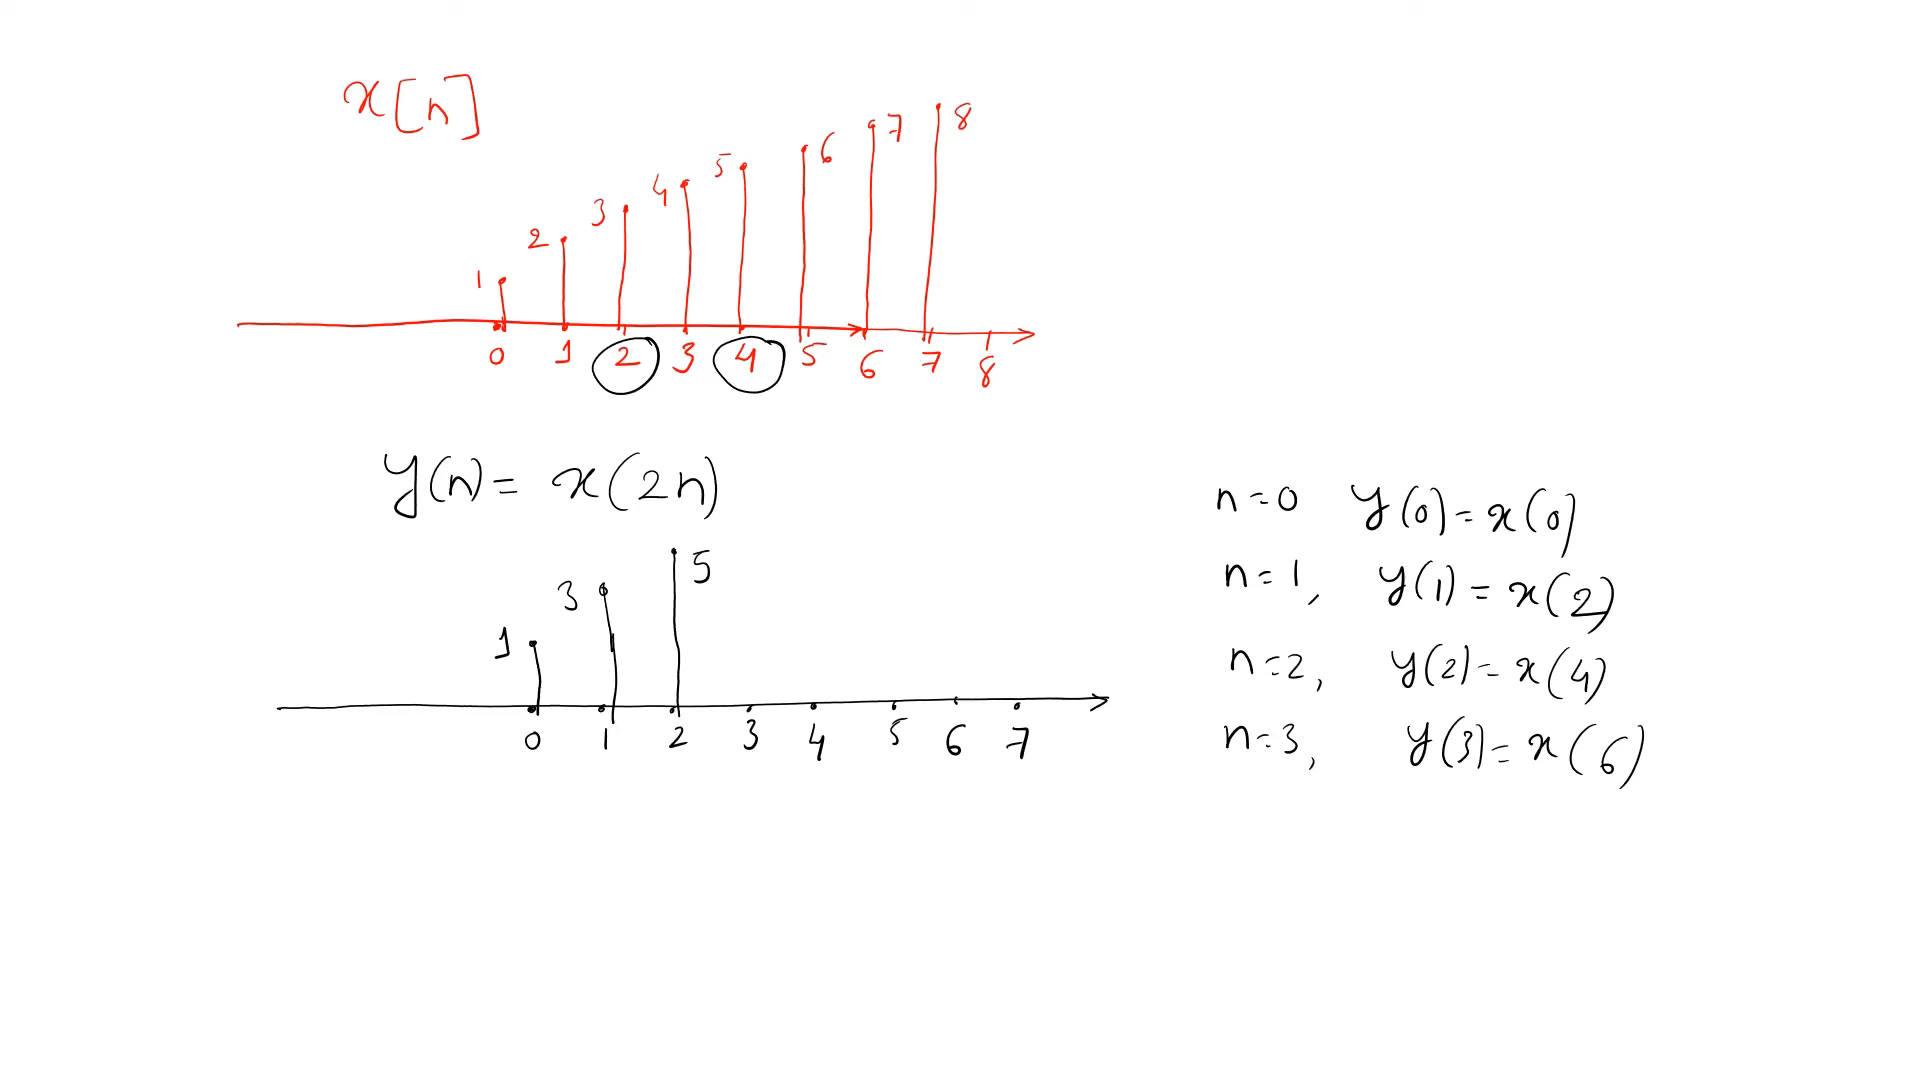 x[n]
1 2 3 4 5 6 7 8
0 1 2 3 4 5 6 7 8
y(n) = x(2n)
1 3 5
0 1 2 3 4 5 6 7
n=0 y(0)=x(0)
n=1, y(1)=x(2)
n=2, y(2)=x(4)
n=3, y(3)=x(6)